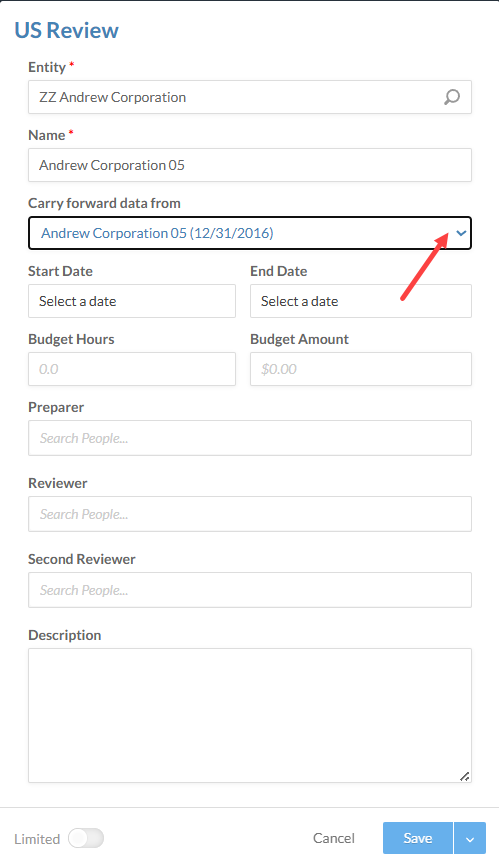 US Review
Entity *
ZZ Andrew Corporation
Name *
Andrew Corporation 05
Carry forward data from
Andrew Corporation 05 (12/31/2016)
Start Date End Date
Select a date Select a date
Budget Hours Budget Amount
0.0 $0.00
Preparer
Search People...
Reviewer
Search People...
Second Reviewer
Search People...
Description
Limited Cancel Save